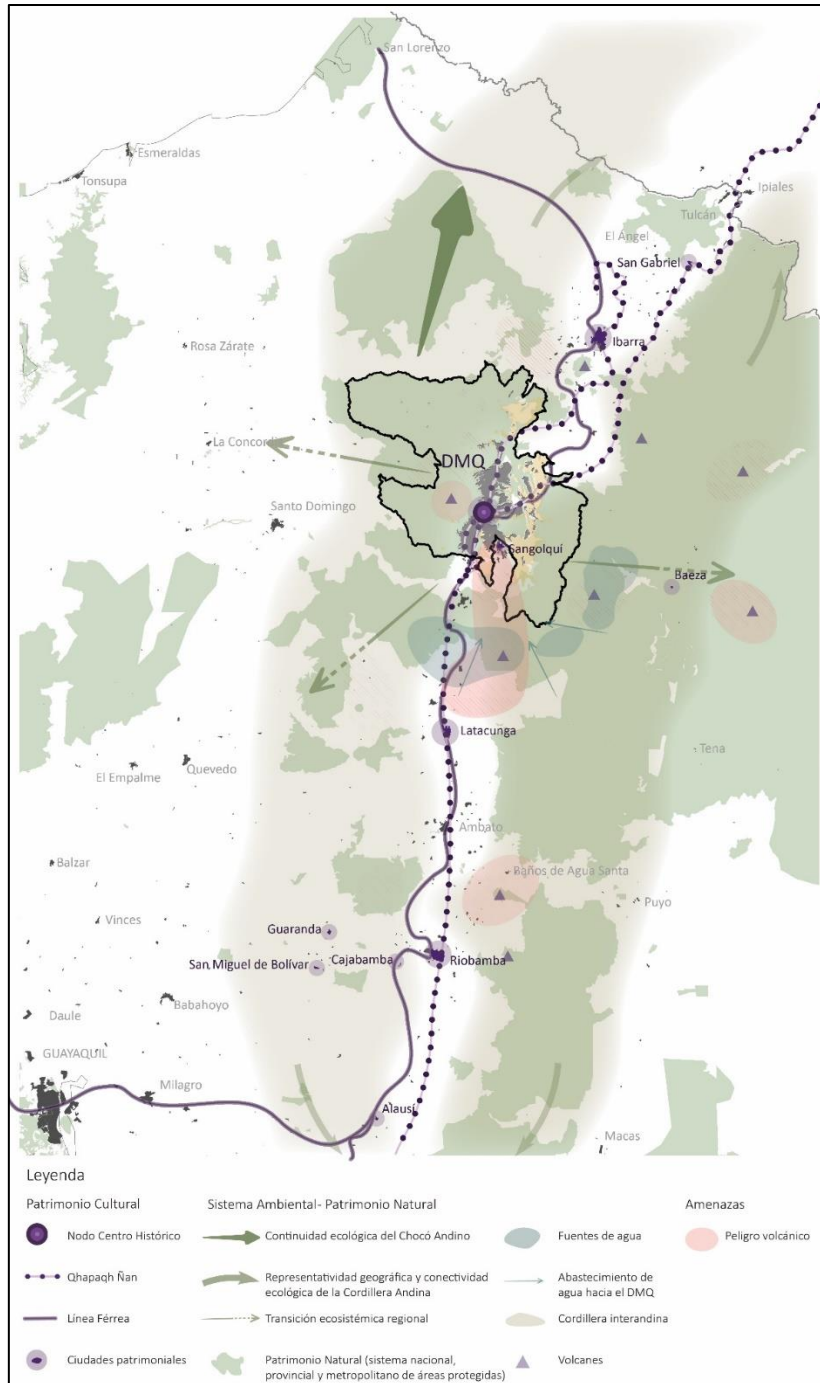 San Lorenzo
Esmeraldas
Tonsupa
Ipiales
Tulcán
El Ángel
San Gabriel
Ibarra
Rosa Zárate
La Concordia
DMQ
Santo Domingo
Sangolquí
Baeza
Latacunga
Tena
Quevedo
El Empalme
Ambato
Balzar
Baños de Agua Santa
Puyo
Vinces
Guaranda
San Miguel de Bolívar
Cajabamba
Riobamba
Babahoyo
Daule
GUAYAQUIL
Milagro
Alausí
Macas
Leyenda
Patrimonio Cultural
Nodo Centro Histórico
Qhapaqh Ñan
Línea Férrea
Ciudades patrimoniales
Sistema Ambiental- Patrimonio Natural
Continuidad ecológica del Chocó Andino
Representatividad geográfica y conectividad
ecológica de la Cordillera Andina
Transición ecosistémica regional
Patrimonio Natural (sistema nacional,
provincial y metropolitano de áreas protegidas)
Fuentes de agua
Abastecimiento de
agua hacia el DMQ
Cordillera interandina
Volcanes
Amenazas
Peligro volcánico